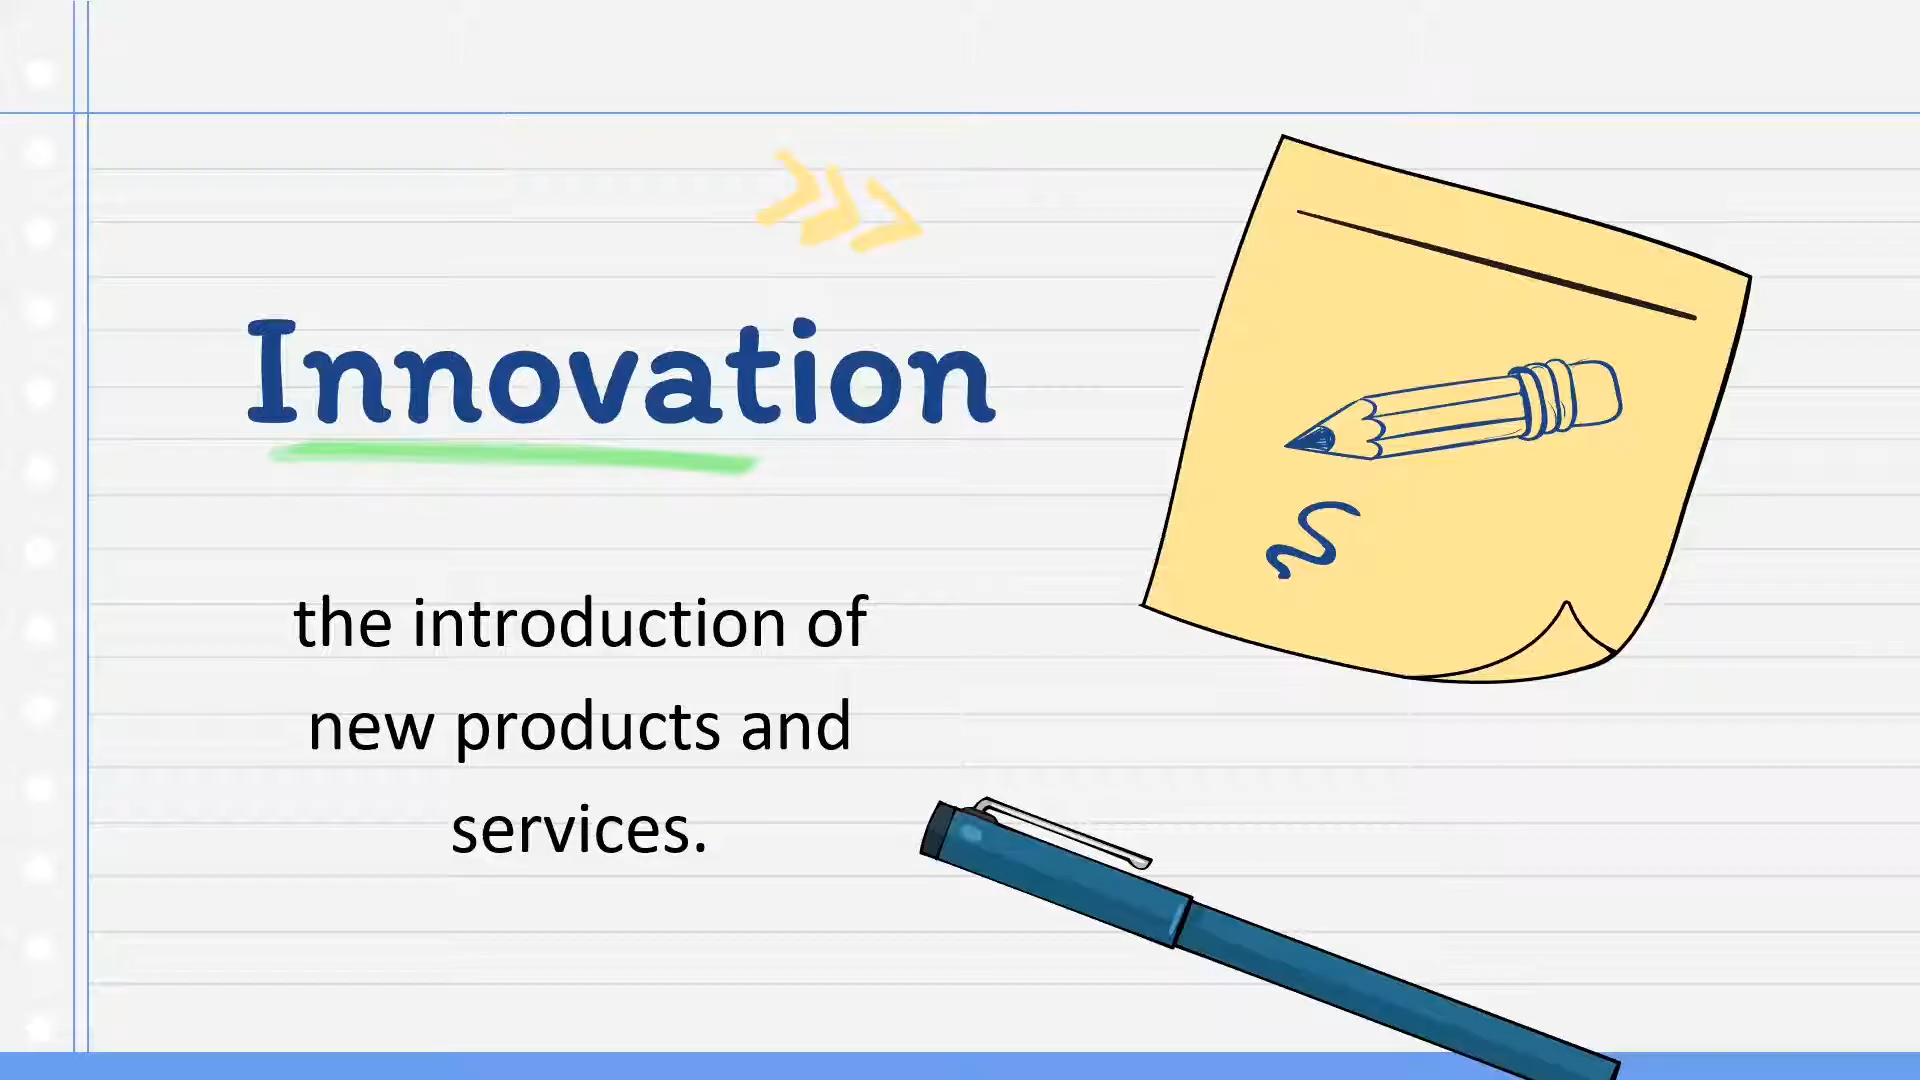 Innovation
the introduction of
new products and
services.